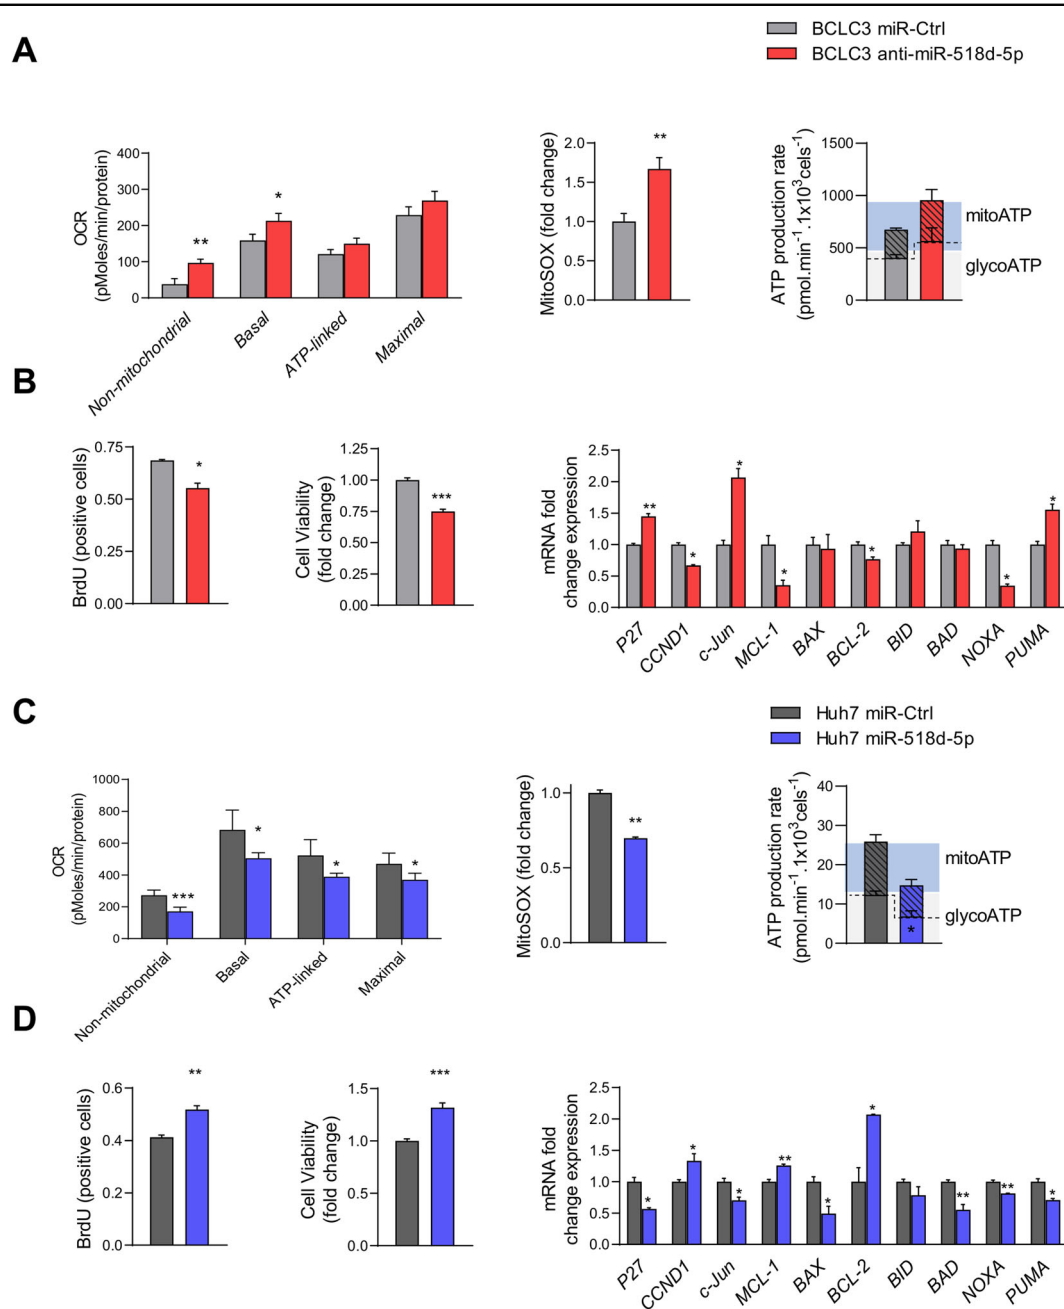 A
BCLC3 miR-Ctrl
BCLC3 anti-miR-518d-5p
OCR
(pMoles/min/protein)
400
300
200
100
0
**
*
Non-mitochondrial
Basal
ATP-linked
Maximal
MitoSOX (fold change)
2.0
1.5
1.0
0.5
0.0
**
ATP production rate
(pmol.min-1.1x10³cels-1)
1500
1000
500
0
mitoATP
glycoATP
B
BrdU (positive cells)
0.75
0.50
0.25
0.00
*
Cell Viability
(fold change)
1.25
1.00
0.75
0.50
0.25
0.00
***
mRNA fold
change expression
2.5
2.0
1.5
1.0
0.5
0.0
**
*
*
*
*
*
*
P27
CCND1
c-Jun
MCL-1
BAX
BCL-2
BID
BAD
NOXA
PUMA
C
Huh7 miR-Ctrl
Huh7 miR-518d-5p
OCR
(pMoles/min/protein)
1000
800
600
400
200
0
***
*
*
*
Non-mitochondrial
Basal
ATP-linked
Maximal
MitoSOX (fold change)
1.0
0.5
0.0
**
ATP production rate
(pmol.min-1.1x10³cels-1)
40
30
20
10
0
*
mitoATP
glycoATP
D
BrdU (positive cells)
0.6
0.4
0.2
0.0
**
Cell Viability
(fold change)
1.5
1.0
0.5
0.0
***
mRNA fold
change expression
2.5
2.0
1.5
1.0
0.5
0.0
*
*
*
**
*
*
**
**
*
P27
CCND1
c-Jun
MCL-1
BAX
BCL-2
BID
BAD
NOXA
PUMA